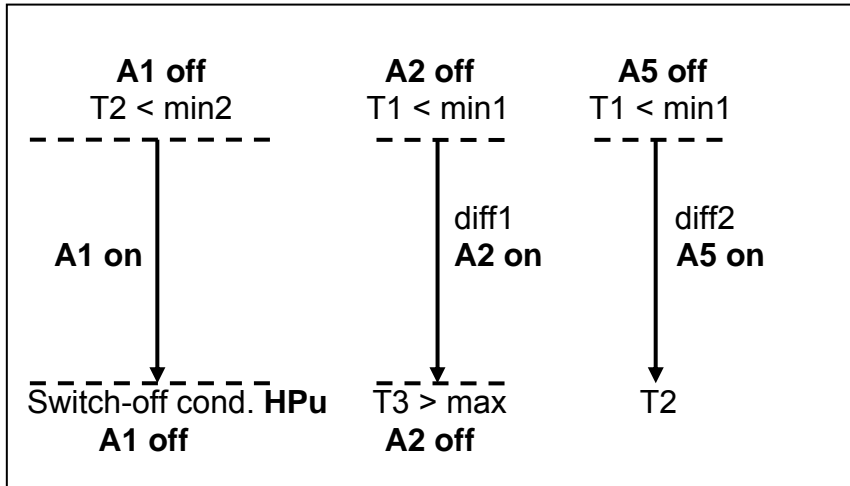 A1 off
T2 < min2
A1 on
Switch-off cond. HPu
A1 off
A2 off
T1 < min1
diff1
A2 on
T3 > max
A2 off
A5 off
T1 < min1
diff2
A5 on
T2